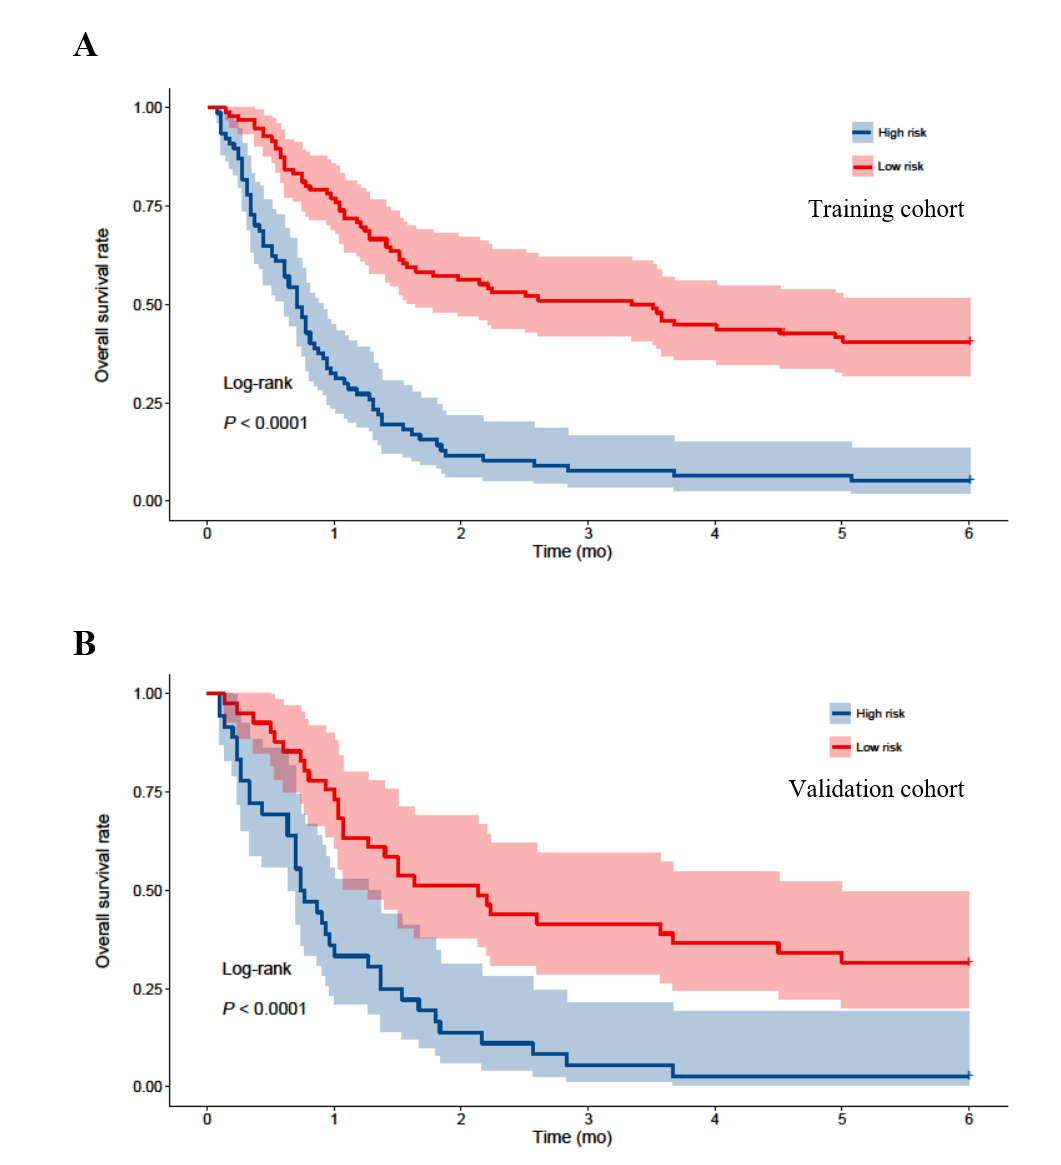 A
1.00
0.75
0.50
0.25
0.00
Overall survival rate
High risk
Low risk
Training cohort
Log-rank
P < 0.0001
0 1 2 3 4 5 6
Time (mo)
B
1.00
0.75
0.50
0.25
0.00
Overall survival rate
High risk
Low risk
Validation cohort
Log-rank
P < 0.0001
0 1 2 3 4 5 6
Time (mo)